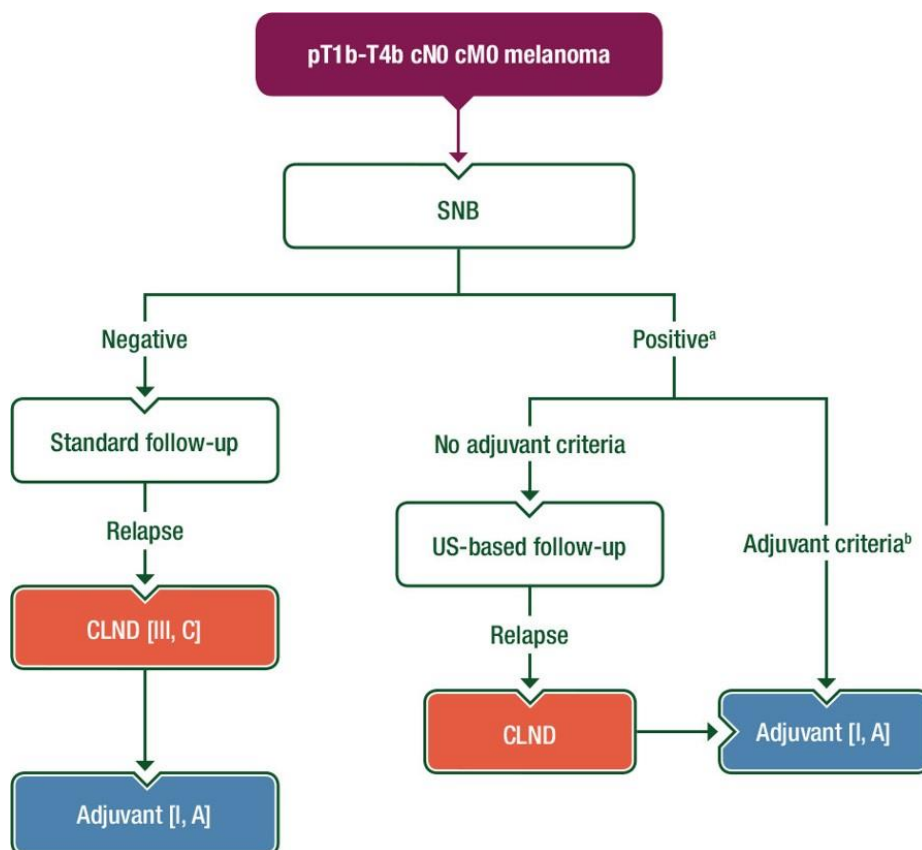 pT1b-T4b cN0 cM0 melanoma
SNB
Negative
Positiveᵃ
Standard follow-up
No adjuvant criteria
Relapse
US-based follow-up
Adjuvant criteriaᵇ
CLND [III, C]
Relapse
CLND
Adjuvant [I, A]
Adjuvant [I, A]